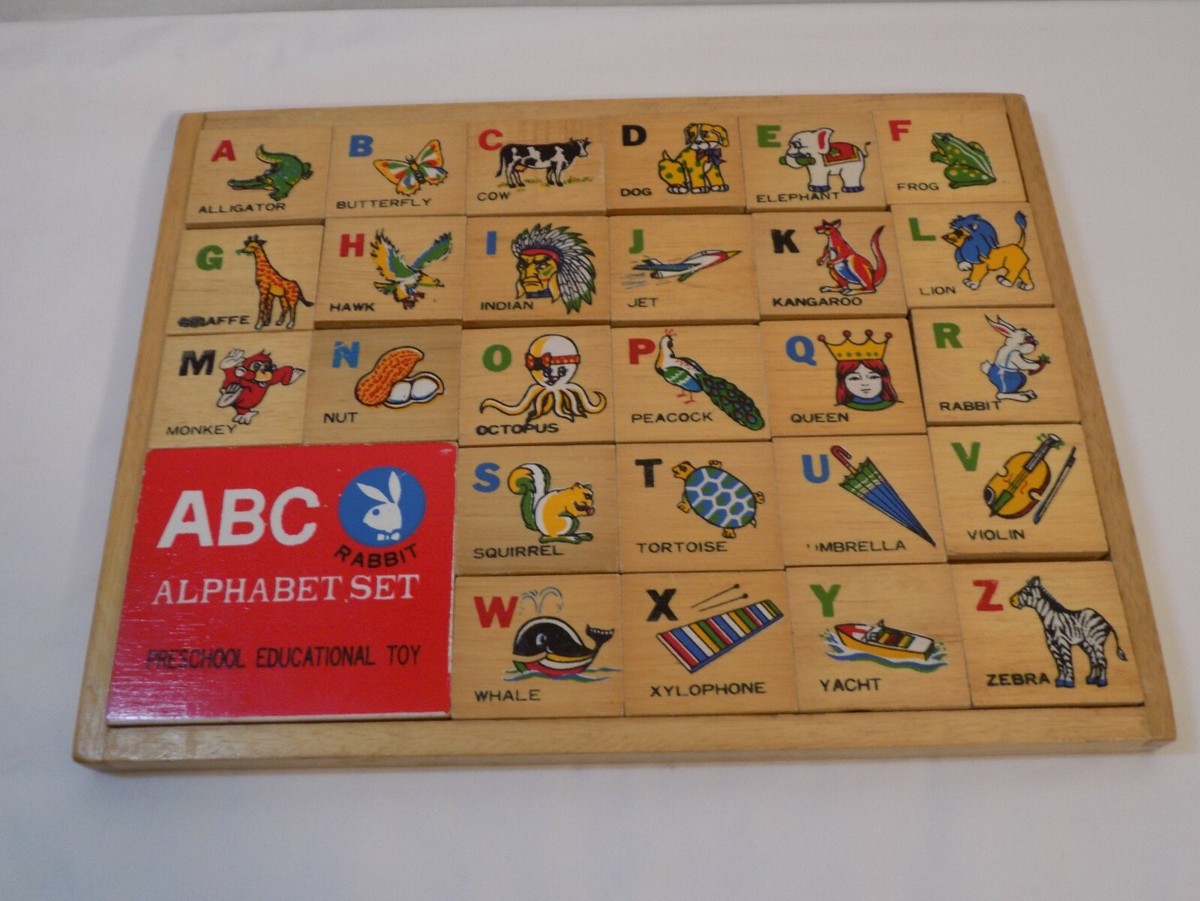 A
ALLIGATOR
B
BUTTERFLY
C
COW
D
DOG
E
ELEPHANT
F
FROG
G
GIRAFFE
H
HAWK
I
INDIAN
J
JET
K
KANGAROO
L
LION
M
MONKEY
N
NUT
O
OCTOPUS
P
PEACOCK
Q
QUEEN
R
RABBIT
ABC
RABBIT
ALPHABET SET
PRESCHOOL EDUCATIONAL TOY
S
SQUIRREL
T
TORTOISE
U
UMBRELLA
V
VIOLIN
W
WHALE
X
XYLOPHONE
Y
YACHT
Z
ZEBRA